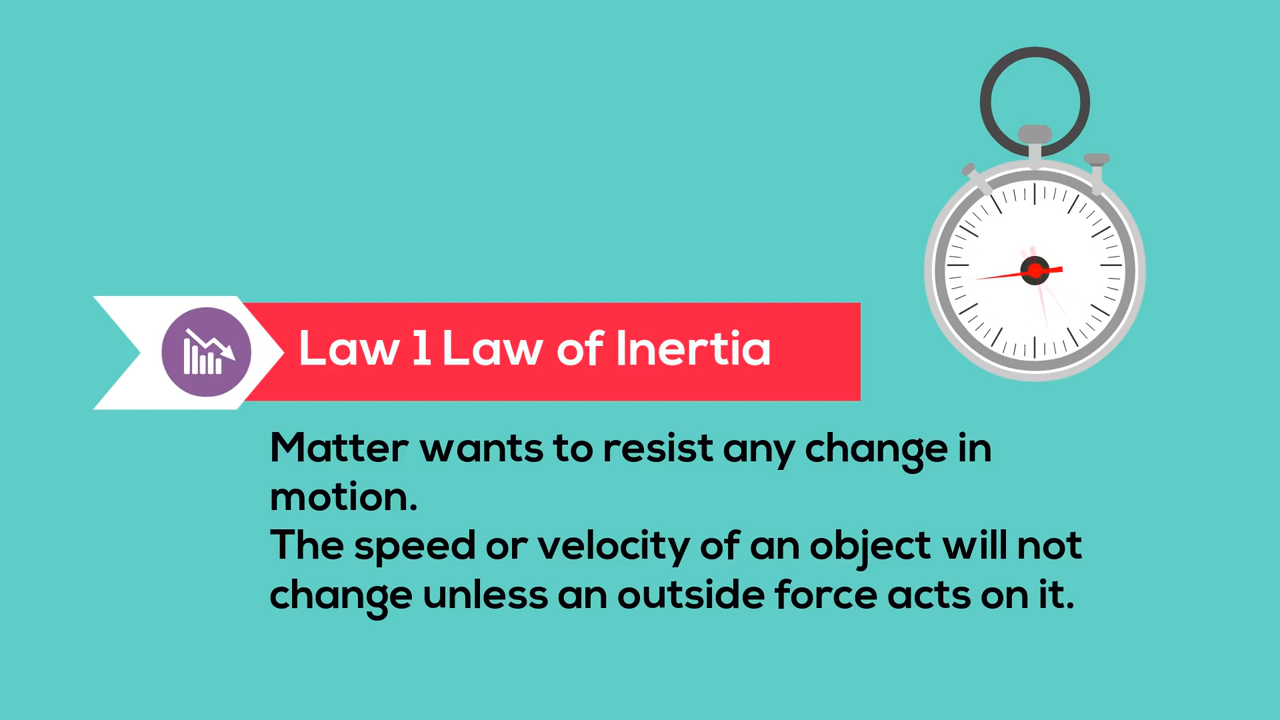 Law 1 Law of Inertia
Matter wants to resist any change in
motion.
The speed or velocity of an object will not
change unless an outside force acts on it.